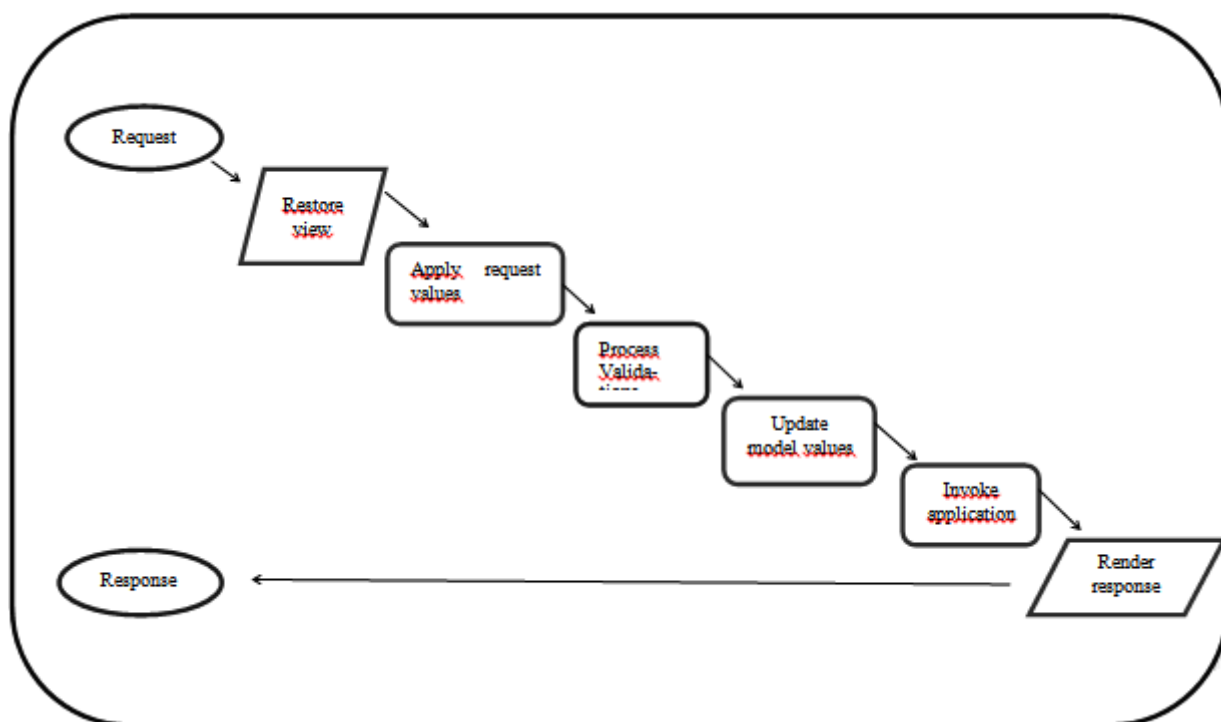 Request
Restore
view
Apply request
values
Process
Valida-
Update
model values
Invoke
application
Render
response
Response